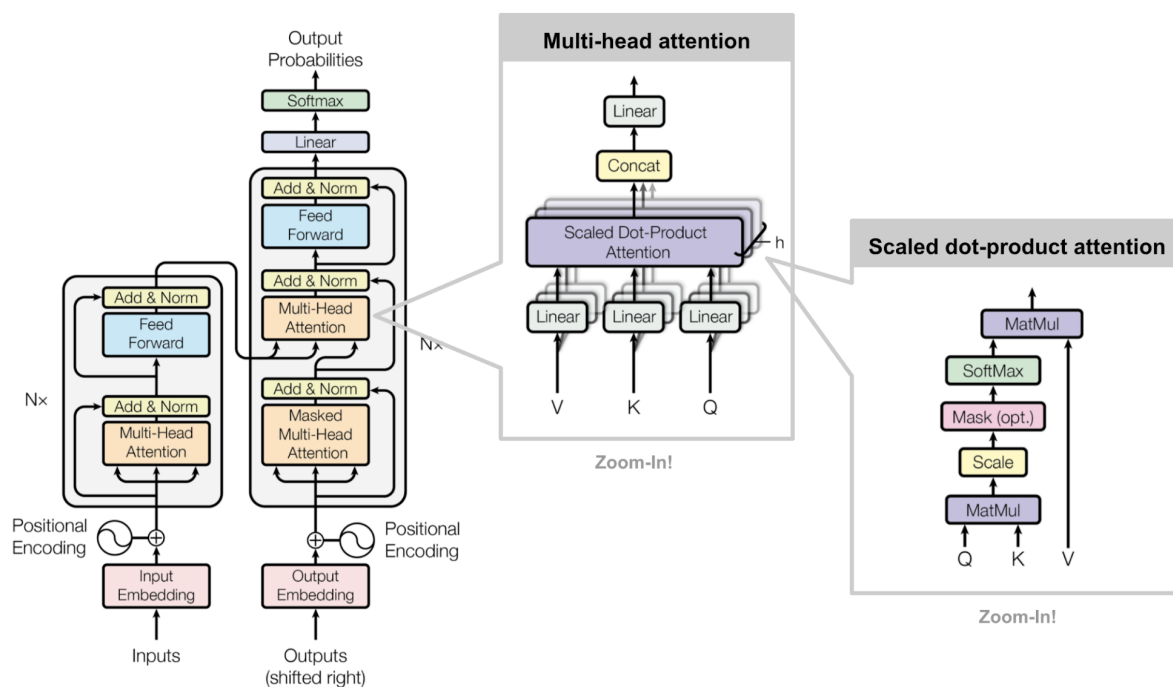 Output
Probabilities
Softmax
Linear
Add & Norm
Feed
Forward
Add & Norm
Multi-Head
Attention
Nx
Add & Norm
Masked
Multi-Head
Attention
Positional
Encoding
Output
Embedding
Outputs
(shifted right)
Add & Norm
Feed
Forward
Nx
Add & Norm
Multi-Head
Attention
Positional
Encoding
Input
Embedding
Inputs
Multi-head attention
Linear
Concat
Scaled Dot-Product
Attention
h
Linear Linear Linear
V K Q
Zoom-In!
Scaled dot-product attention
MatMul
SoftMax
Mask (opt.)
Scale
MatMul
Q K V
Zoom-In!